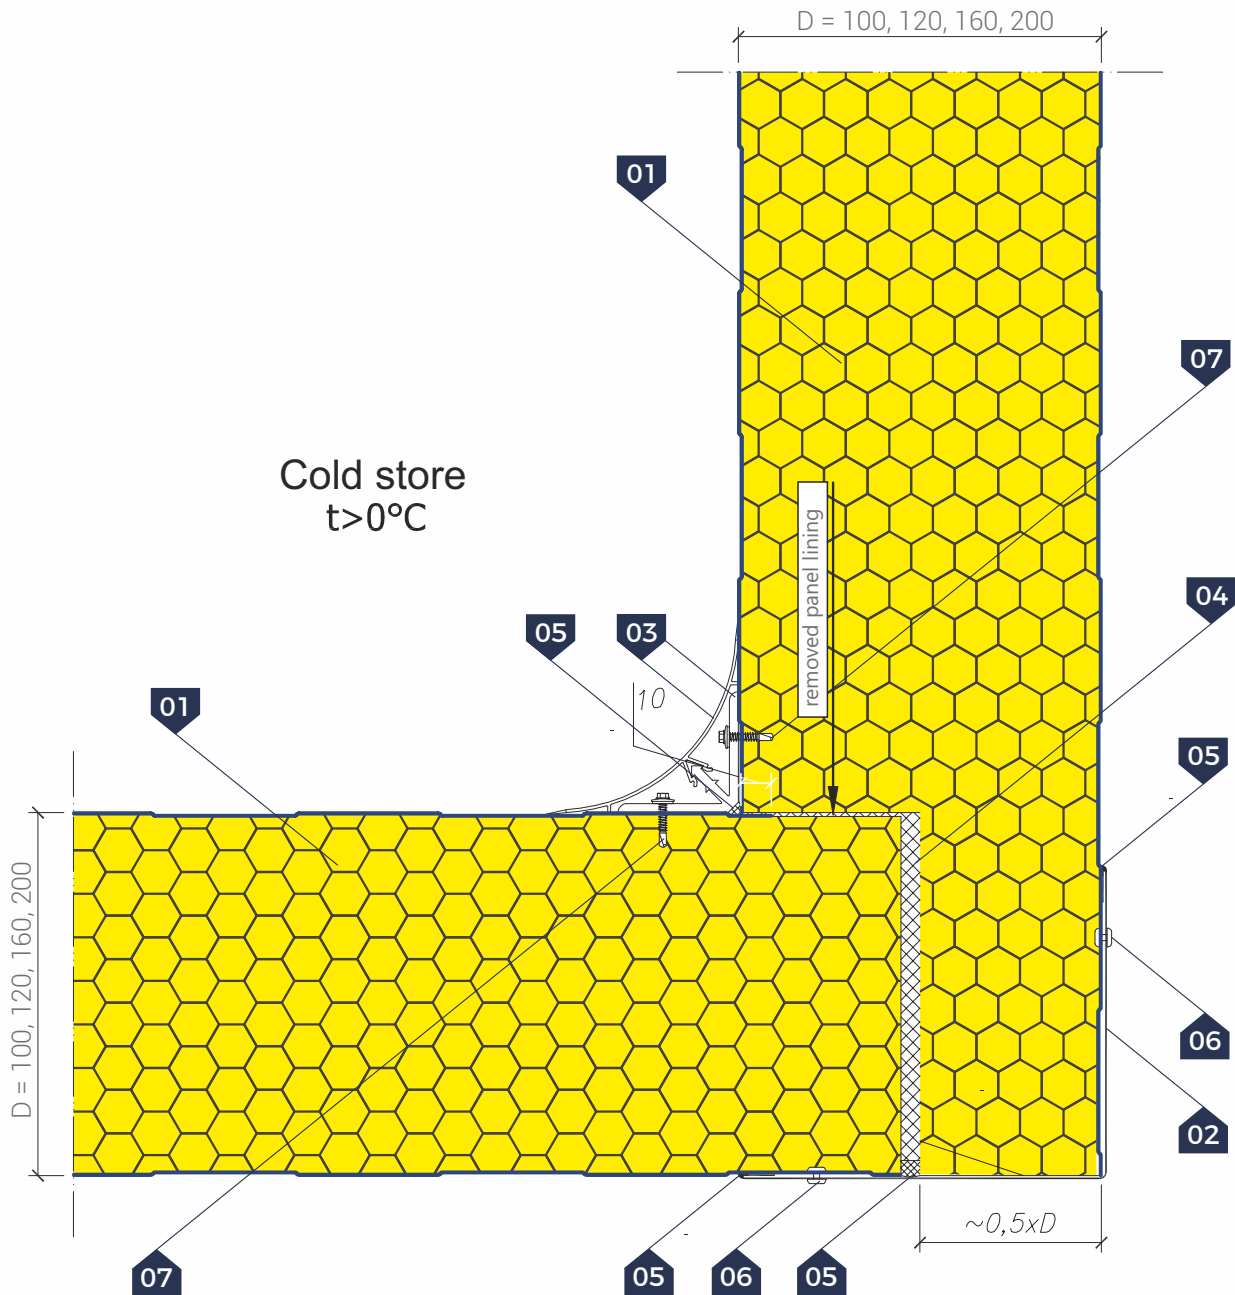 D = 100, 120, 160, 200
01
07
Cold store
t>0°C
removed panel lining
04
05
03
10
01
05
D = 100, 120, 160, 200
06
02
~0,5xD
07
05
06
05